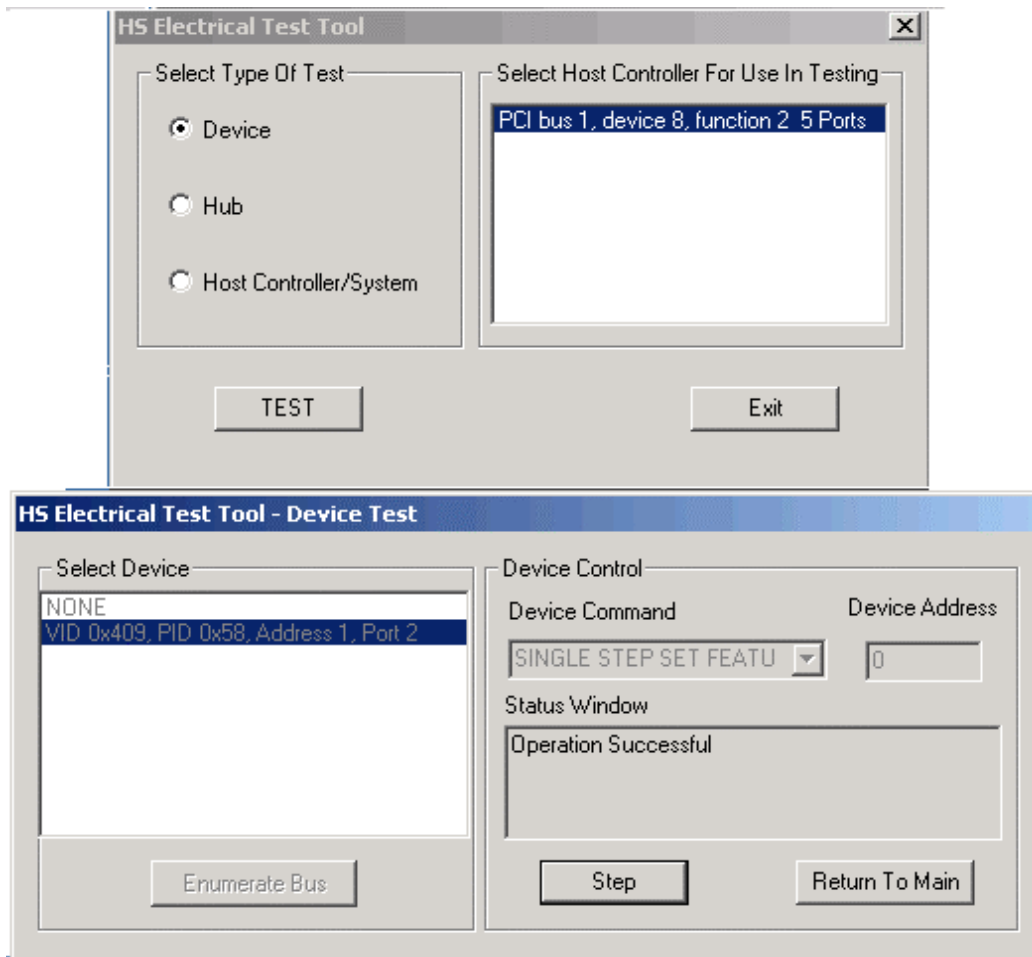 HS Electrical Test Tool
Select Type Of Test
Device
Hub
Host Controller/System
Select Host Controller For Use In Testing
PCI bus 1, device 8, function 2 5 Ports
TEST
Exit
HS Electrical Test Tool - Device Test
Select Device
NONE
VID 0x409, PID 0x58, Address 1, Port 2
Enumerate Bus
Device Control
Device Command
Device Address
SINGLE STEP SET FEATU
0
Status Window
Operation Successful
Step
Return To Main